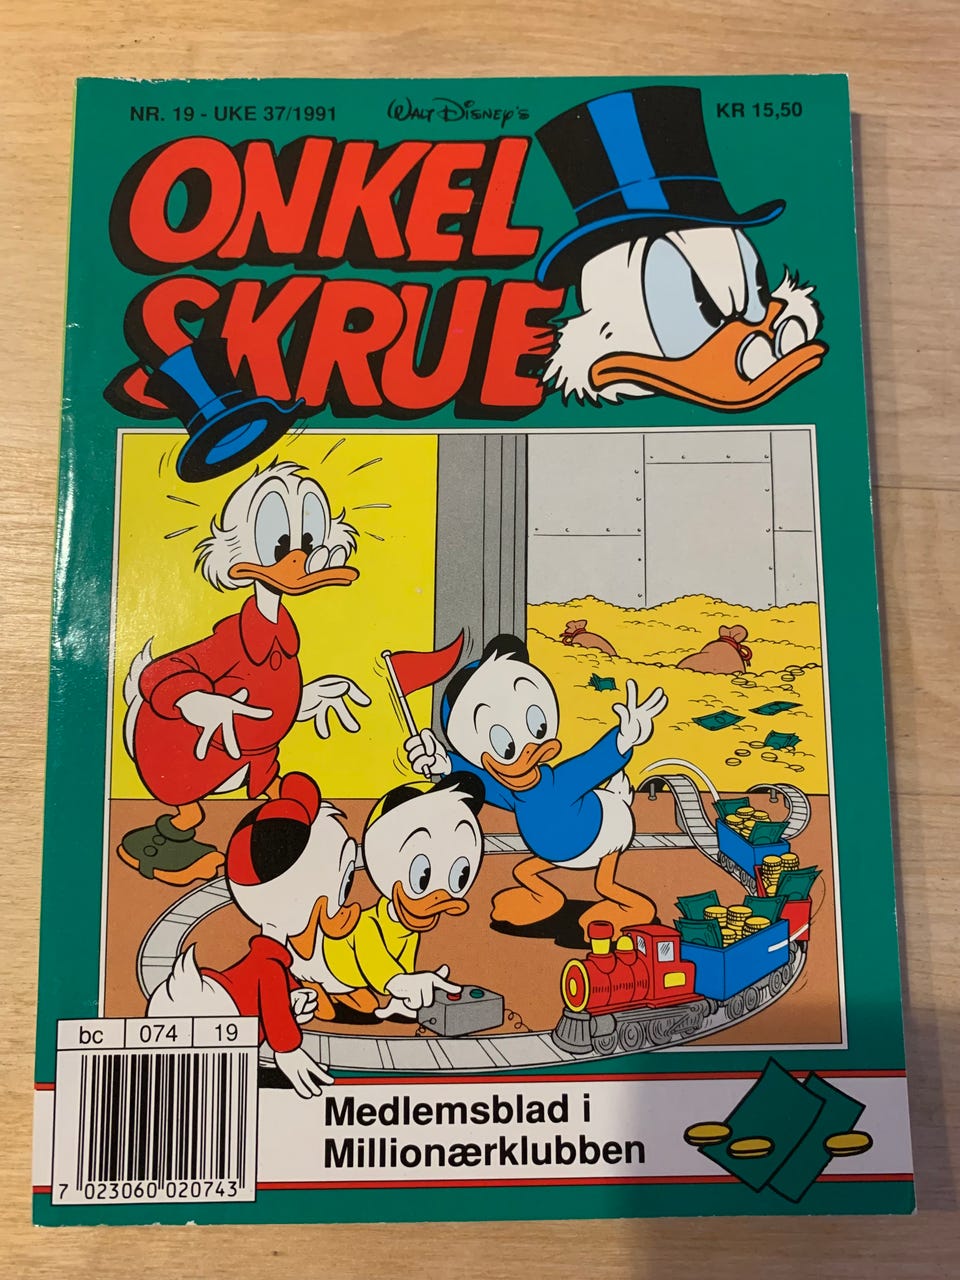 NR. 19 - UKE 37/1991
WALT DISNEY'S
KR 15,50
ONKEL
SKRUE
bc 074 19
7 023060 020743
Medlemsblad i
Millionærklubben